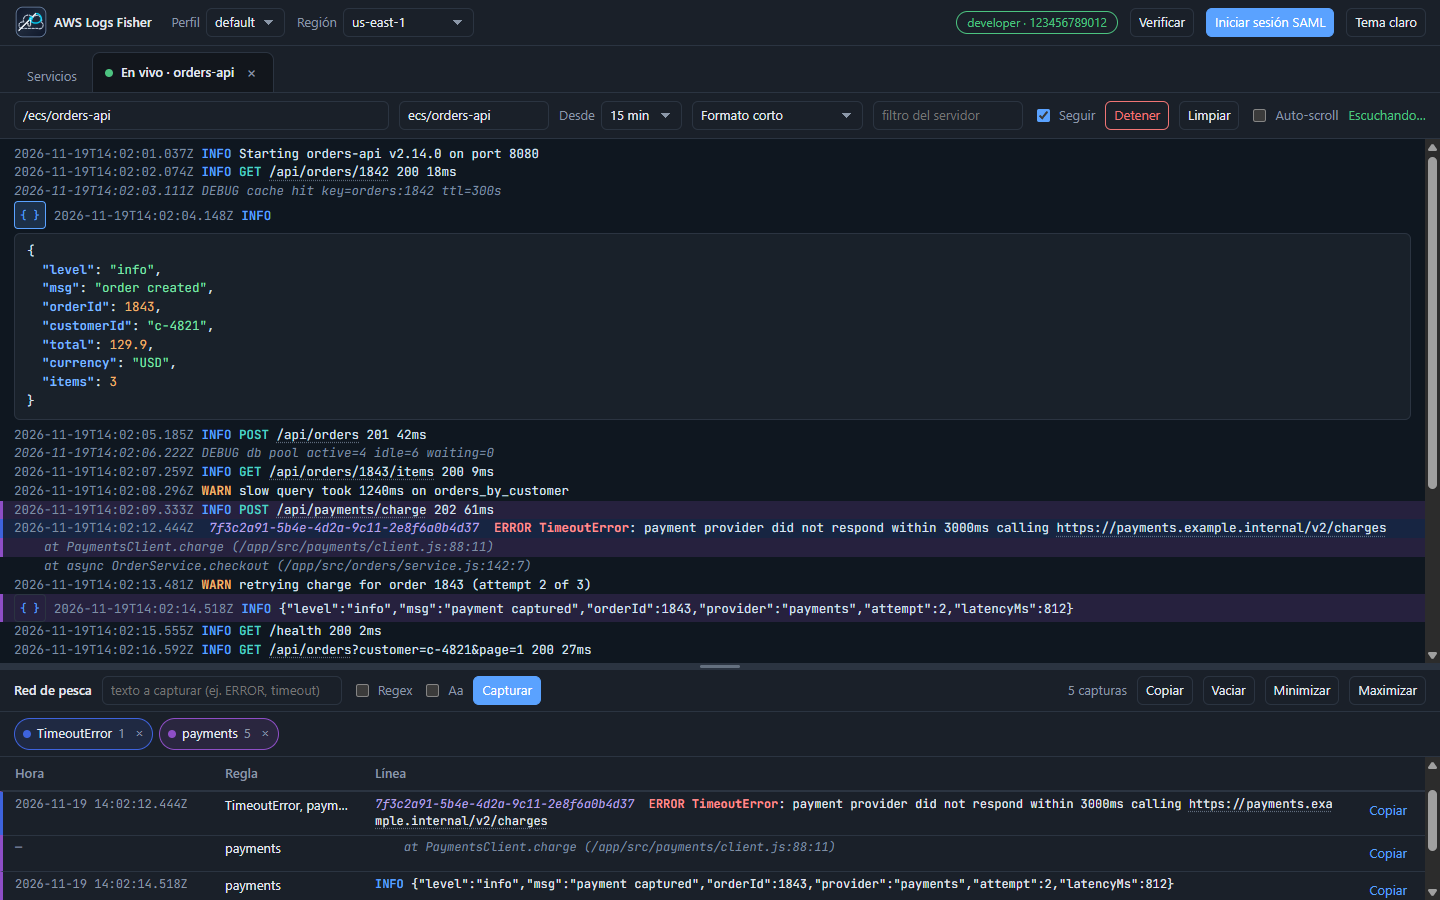 AWS Logs Fisher Perfil default Región us-east-1 developer · 123456789012 Verificar Iniciar sesión SAML Tema claro
Servicios En vivo · orders-api ×
/ecs/orders-api ecs/orders-api Desde 15 min Formato corto filtro del servidor Seguir Detener Limpiar Auto-scroll Escuchando...
2026-11-19T14:02:01.037Z INFO Starting orders-api v2.14.0 on port 8080
2026-11-19T14:02:02.074Z INFO GET /api/orders/1842 200 18ms
2026-11-19T14:02:03.111Z DEBUG cache hit key=orders:1842 ttl=300s
{ } 2026-11-19T14:02:04.148Z INFO
{
"level": "info",
"msg": "order created",
"orderId": 1843,
"customerId": "c-4821",
"total": 129.9,
"currency": "USD",
"items": 3
}
2026-11-19T14:02:05.185Z INFO POST /api/orders 201 42ms
2026-11-19T14:02:06.222Z DEBUG db pool active=4 idle=6 waiting=0
2026-11-19T14:02:07.259Z INFO GET /api/orders/1843/items 200 9ms
2026-11-19T14:02:08.296Z WARN slow query took 1240ms on orders_by_customer
2026-11-19T14:02:09.333Z INFO POST /api/payments/charge 202 61ms
2026-11-19T14:02:12.444Z 7f3c2a91-5b4e-4d2a-9c11-2e8f6a0b4d37 ERROR TimeoutError: payment provider did not respond within 3000ms calling https://payments.example.internal/v2/charges
at PaymentsClient.charge (/app/src/payments/client.js:88:11)
at async OrderService.checkout (/app/src/orders/service.js:142:7)
2026-11-19T14:02:13.481Z WARN retrying charge for order 1843 (attempt 2 of 3)
{ } 2026-11-19T14:02:14.518Z INFO {"level":"info","msg":"payment captured","orderId":1843,"provider":"payments","attempt":2,"latencyMs":812}
2026-11-19T14:02:15.555Z INFO GET /health 200 2ms
2026-11-19T14:02:16.592Z INFO GET /api/orders?customer=c-4821&page=1 200 27ms
Red de pesca texto a capturar (ej. ERROR, timeout) Regex Aa Capturar 5 capturas Copiar Vaciar Minimizar Maximizar
TimeoutError 1 × payments 5 ×
Hora Regla Línea
2026-11-19 14:02:12.444Z TimeoutError, paym... 7f3c2a91-5b4e-4d2a-9c11-2e8f6a0b4d37 ERROR TimeoutError: payment provider did not respond within 3000ms calling https://payments.exa
mple.internal/v2/charges Copiar
— payments at PaymentsClient.charge (/app/src/payments/client.js:88:11) Copiar
2026-11-19 14:02:14.518Z payments INFO {"level":"info","msg":"payment captured","orderId":1843,"provider":"payments","attempt":2,"latencyMs":812} Copiar